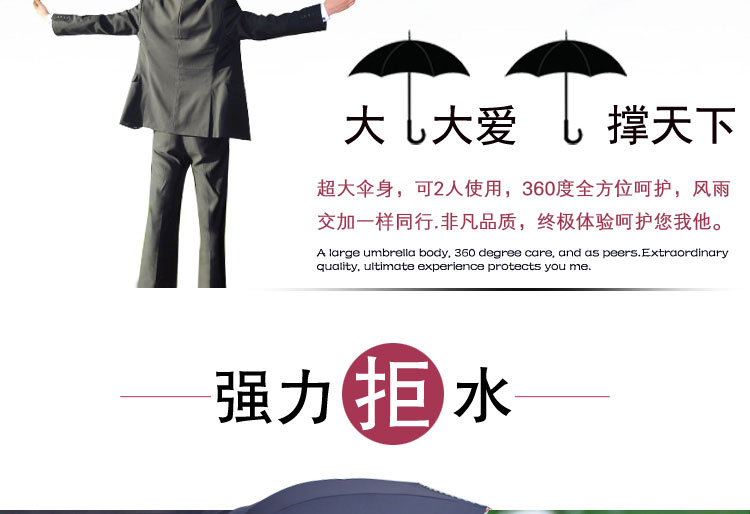 大 大爱 撑天下
超大伞身，可2人使用，360度全方位呵护，风雨
交加一样同行.非凡品质，终极体验呵护您我他。
A large umbrella body, 360 degree care, and as peers.Extraordinary
quality, ultimate experience protects you me.
强力拒水